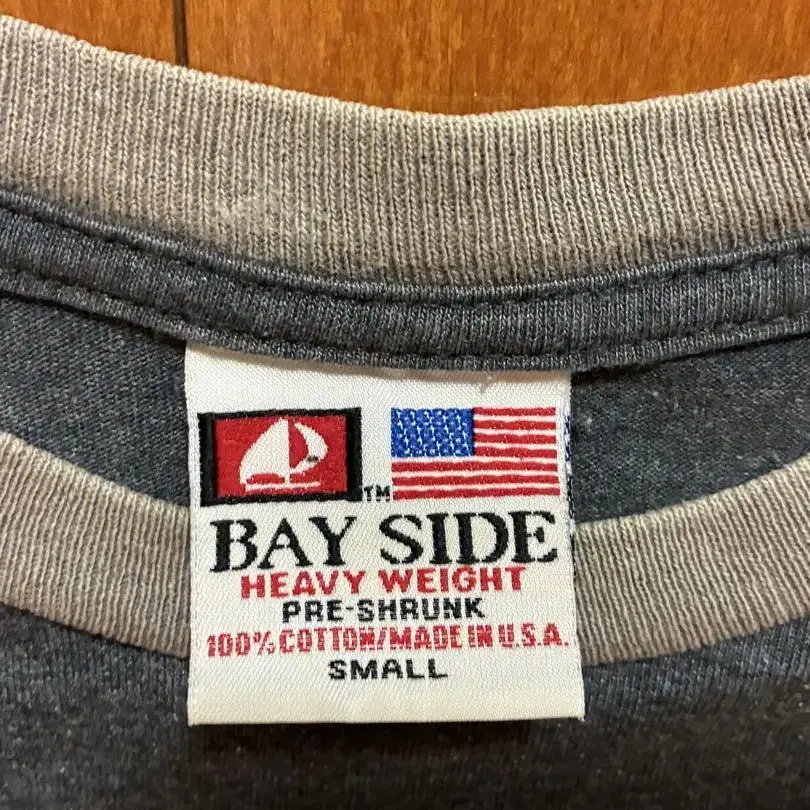 TM
BAY SIDE
HEAVY WEIGHT
PRE-SHRUNK
100% COTTON/MADE IN U.S.A.
SMALL